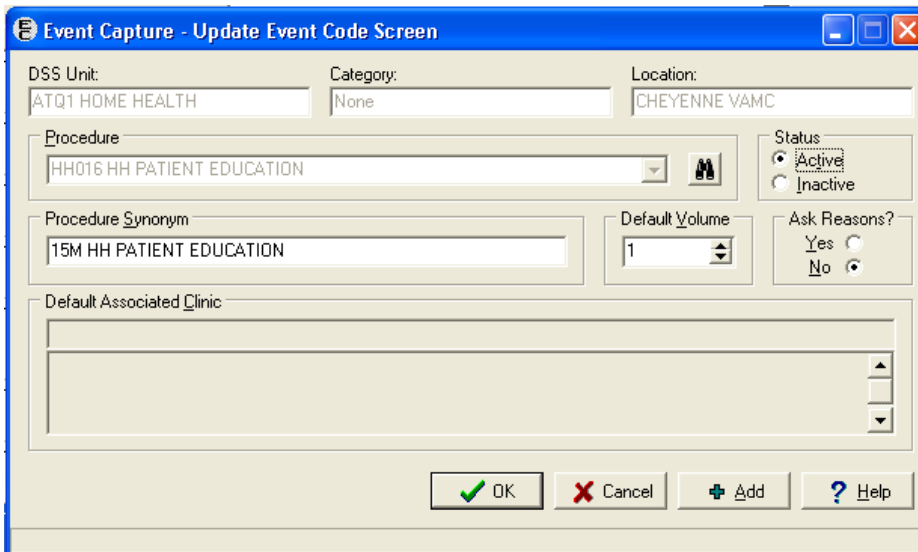 Event Capture - Update Event Code Screen
DSS Unit: Category: Location:
ATQ1 HOME HEALTH None CHEYENNE VAMC
Procedure Status
HH016 HH PATIENT EDUCATION Active
Inactive
Procedure Synonym Default Volume Ask Reasons?
15M HH PATIENT EDUCATION 1 Yes
No
Default Associated Clinic
OK Cancel Add ? Help